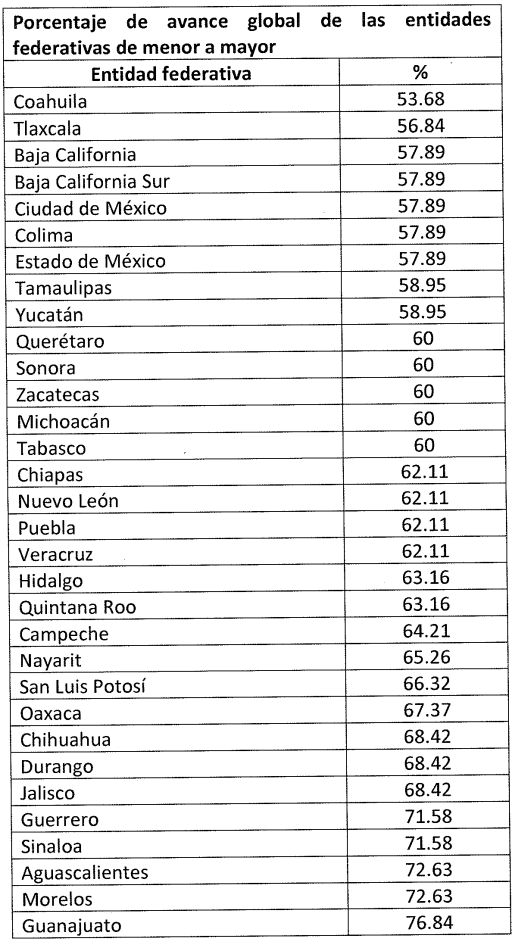 Porcentaje de avance global de las entidades
federativas de menor a mayor
Entidad federativa %
Coahuila 53.68
Tlaxcala 56.84
Baja California 57.89
Baja California Sur 57.89
Ciudad de México 57.89
Colima 57.89
Estado de México 57.89
Tamaulipas 58.95
Yucatán 58.95
Querétaro 60
Sonora 60
Zacatecas 60
Michoacán 60
Tabasco 60
Chiapas 62.11
Nuevo León 62.11
Puebla 62.11
Veracruz 62.11
Hidalgo 63.16
Quintana Roo 63.16
Campeche 64.21
Nayarit 65.26
San Luis Potosí 66.32
Oaxaca 67.37
Chihuahua 68.42
Durango 68.42
Jalisco 68.42
Guerrero 71.58
Sinaloa 71.58
Aguascalientes 72.63
Morelos 72.63
Guanajuato 76.84